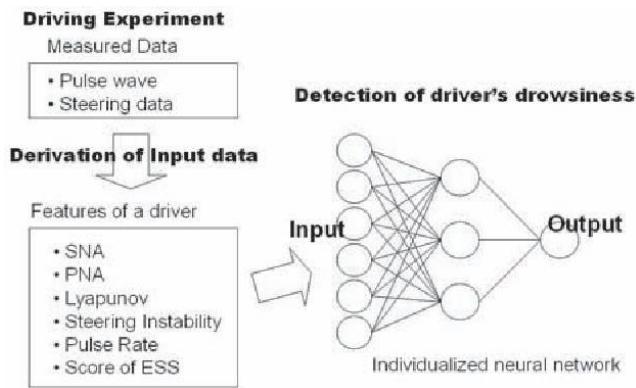 Driving Experiment
Measured Data
• Pulse wave
• Steering data
Derivation of Input data
Features of a driver
• SNA
• PNA
• Lyapunov
• Steering Instability
• Pulse Rate
• Score of ESS
Detection of driver's drowsiness
Input
Output
Individualized neural network